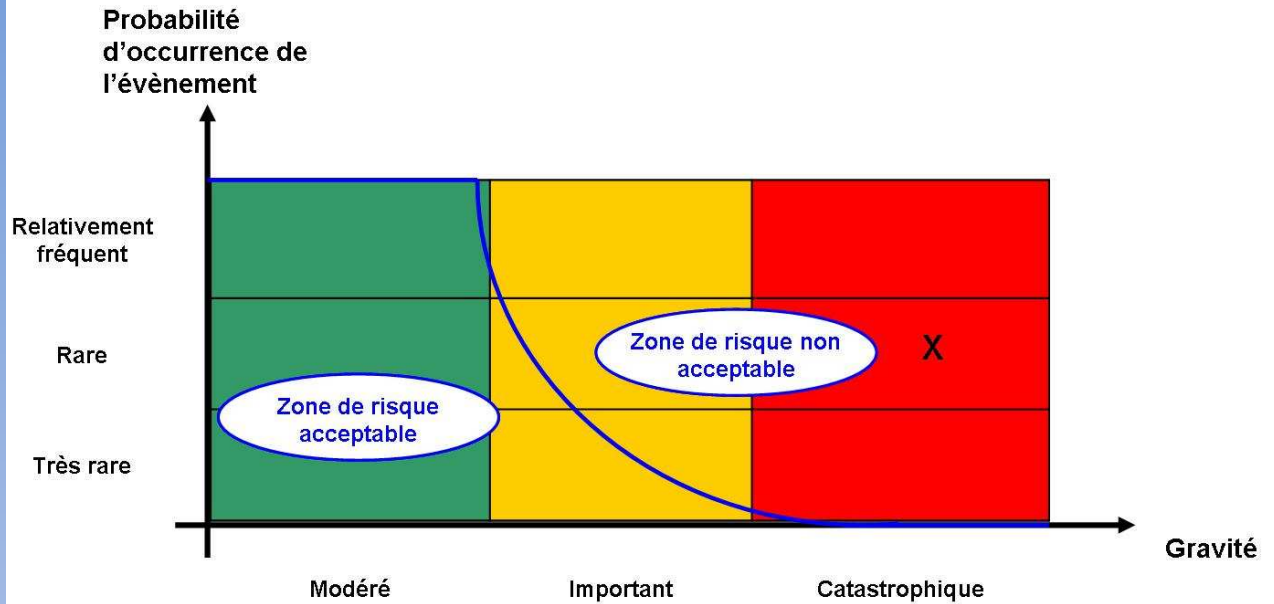 Probabilité
d'occurrence de
l'évènement
Relativement
fréquent
Rare
Très rare
Zone de risque non
acceptable
X
Zone de risque
acceptable
Gravité
Modéré
Important
Catastrophique